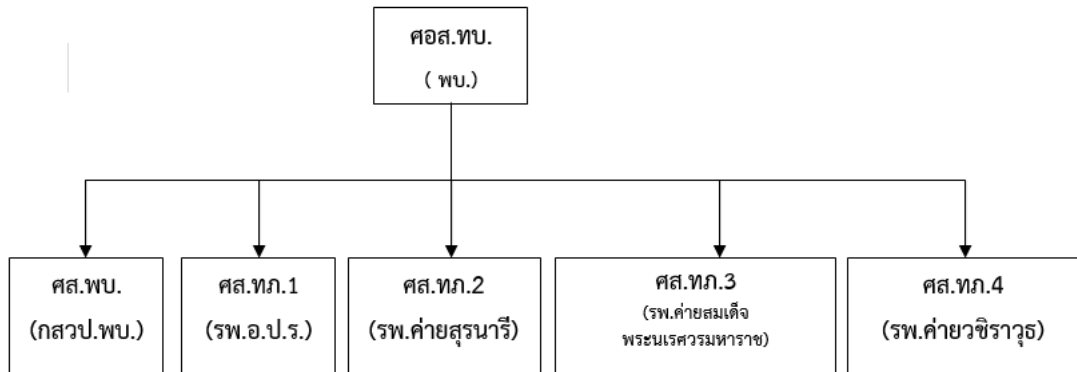 ศอส.ทบ.
( พบ.)
ศส.พบ.
(กสวป.พบ.)
ศส.ทภ.1
(รพ.อ.ป.ร.)
ศส.ทภ.2
(รพ.ค่ายสุรนารี)
ศส.ทภ.3
(รพ.ค่ายสมเด็จ
พระนเรศวรมหาราช)
ศส.ทภ.4
(รพ.ค่ายวชิราวุธ)